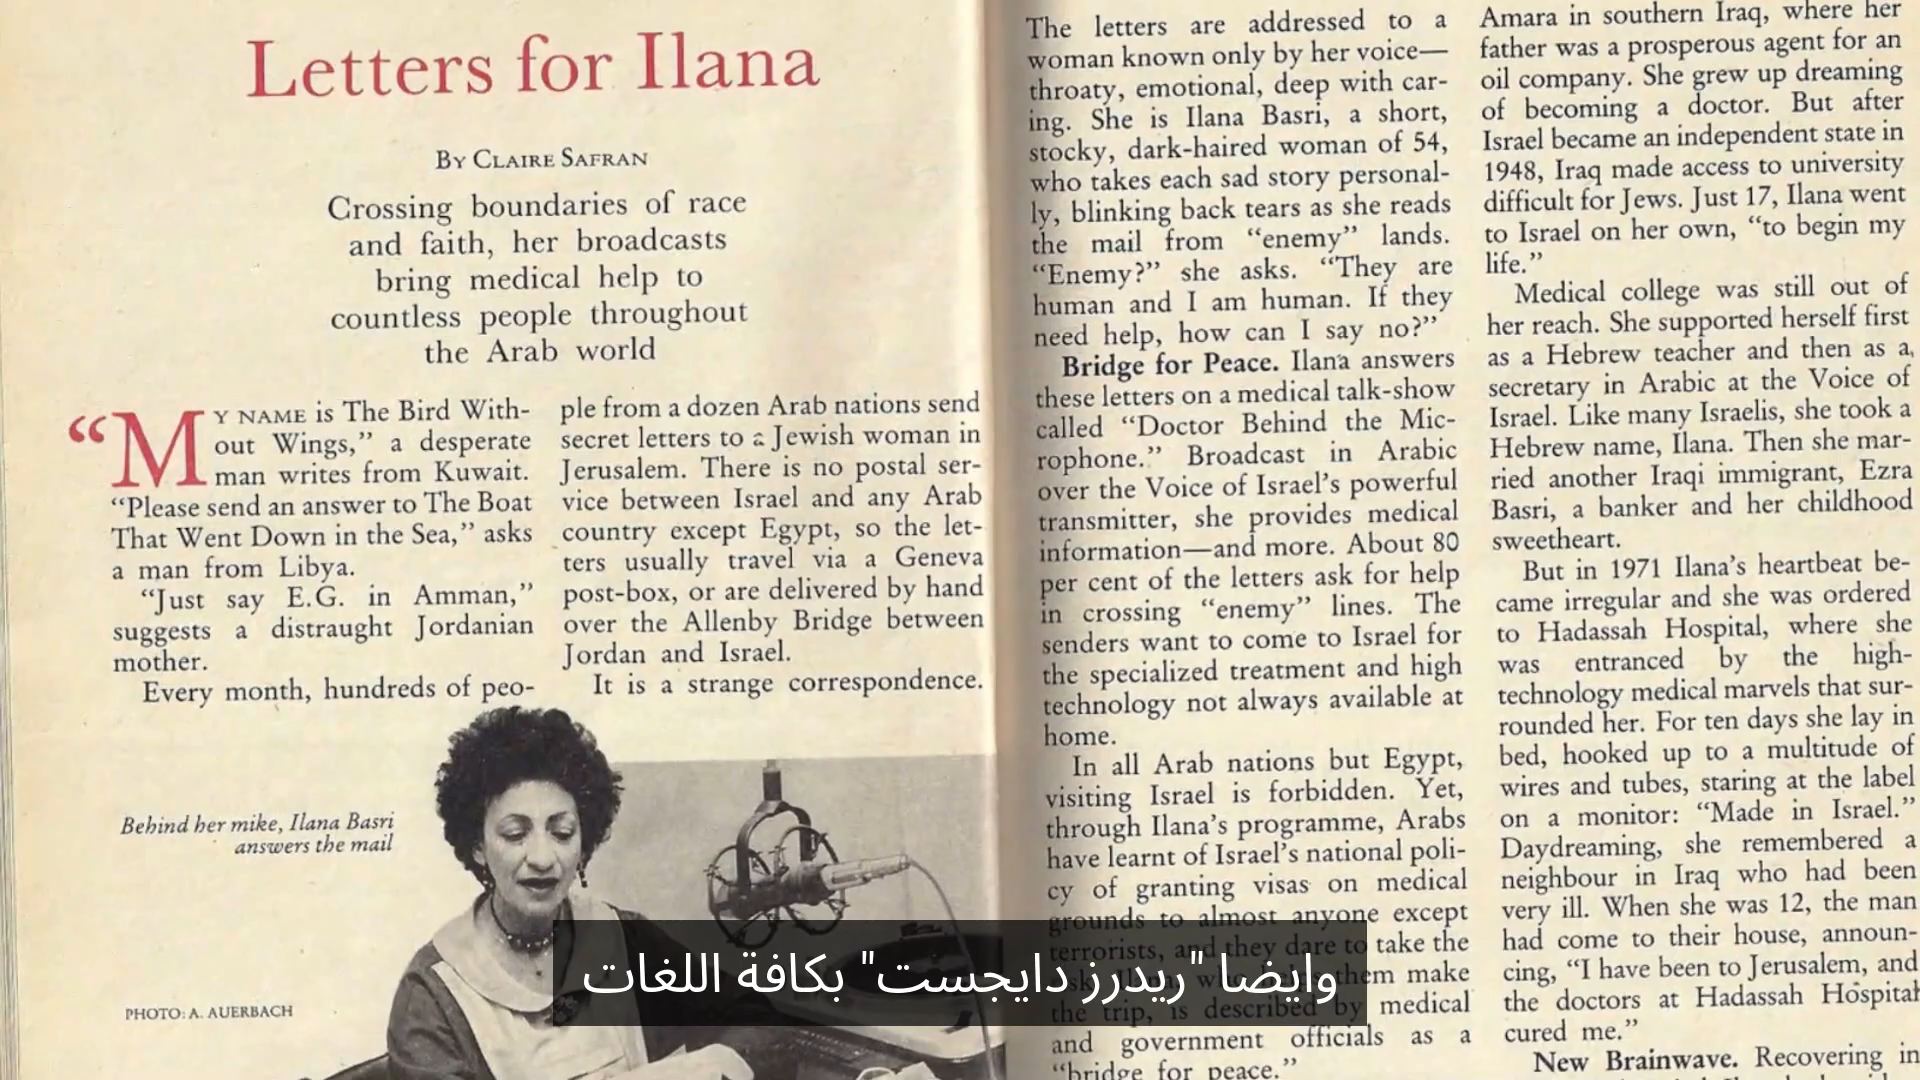 Letters for Ilana
BY CLAIRE SAFRAN
Crossing boundaries of race
and faith, her broadcasts
bring medical help to
countless people throughout
the Arab world
“MY NAME is The Bird With-
out Wings,” a desperate
man writes from Kuwait.
“Please send an answer to The Boat
That Went Down in the Sea,” asks
a man from Libya.
“Just say E.G. in Amman,”
suggests a distraught Jordanian
mother.
Every month, hundreds of peo-
ple from a dozen Arab nations send
secret letters to a Jewish woman in
Jerusalem. There is no postal ser-
vice between Israel and any Arab
country except Egypt, so the let-
ters usually travel via a Geneva
post-box, or are delivered by hand
over the Allenby Bridge between
Jordan and Israel.
It is a strange correspondence.
Behind her mike, Ilana Basri
answers the mail
PHOTO: A. AUERBACH
The letters are addressed to a
woman known only by her voice—
throaty, emotional, deep with car-
ing. She is Ilana Basri, a short,
stocky, dark-haired woman of 54,
who takes each sad story personal-
ly, blinking back tears as she reads
the mail from “enemy” lands.
“Enemy?” she asks. “They are
human and I am human. If they
need help, how can I say no?”
Bridge for Peace. Ilana answers
these letters on a medical talk-show
called “Doctor Behind the Mic-
rophone.” Broadcast in Arabic
over the Voice of Israel’s powerful
transmitter, she provides medical
information—and more. About 80
per cent of the letters ask for help
in crossing “enemy” lines. The
senders want to come to Israel for
the specialized treatment and high
technology not always available at
home.
In all Arab nations but Egypt,
visiting Israel is forbidden. Yet,
through Ilana’s programme, Arabs
have learnt of Israel’s national poli-
cy of granting visas on medical
grounds to almost anyone except
terrorists, and they dare to take the
them make
the trip, is described by medical
and government officials as a
“bridge for peace.”
Amara in southern Iraq, where her
father was a prosperous agent for an
oil company. She grew up dreaming
of becoming a doctor. But after
Israel became an independent state in
1948, Iraq made access to university
difficult for Jews. Just 17, Ilana went
to Israel on her own, “to begin my
life.”
Medical college was still out of
her reach. She supported herself first
as a Hebrew teacher and then as a
secretary in Arabic at the Voice of
Israel. Like many Israelis, she took a
Hebrew name, Ilana. Then she mar-
ried another Iraqi immigrant, Ezra
Basri, a banker and her childhood
sweetheart.
But in 1971 Ilana’s heartbeat be-
came irregular and she was ordered
to Hadassah Hospital, where she
was entranced by the high-
technology medical marvels that sur-
rounded her. For ten days she lay in
bed, hooked up to a multitude of
wires and tubes, staring at the label
on a monitor: “Made in Israel.”
Daydreaming, she remembered a
neighbour in Iraq who had been
very ill. When she was 12, the man
had come to their house, announ-
cing, “I have been to Jerusalem, and
the doctors at Hadassah Hospital
cured me.”
New Brainwave. Recovering in
وايضا "ريدرز دايجست" بكافة اللغات